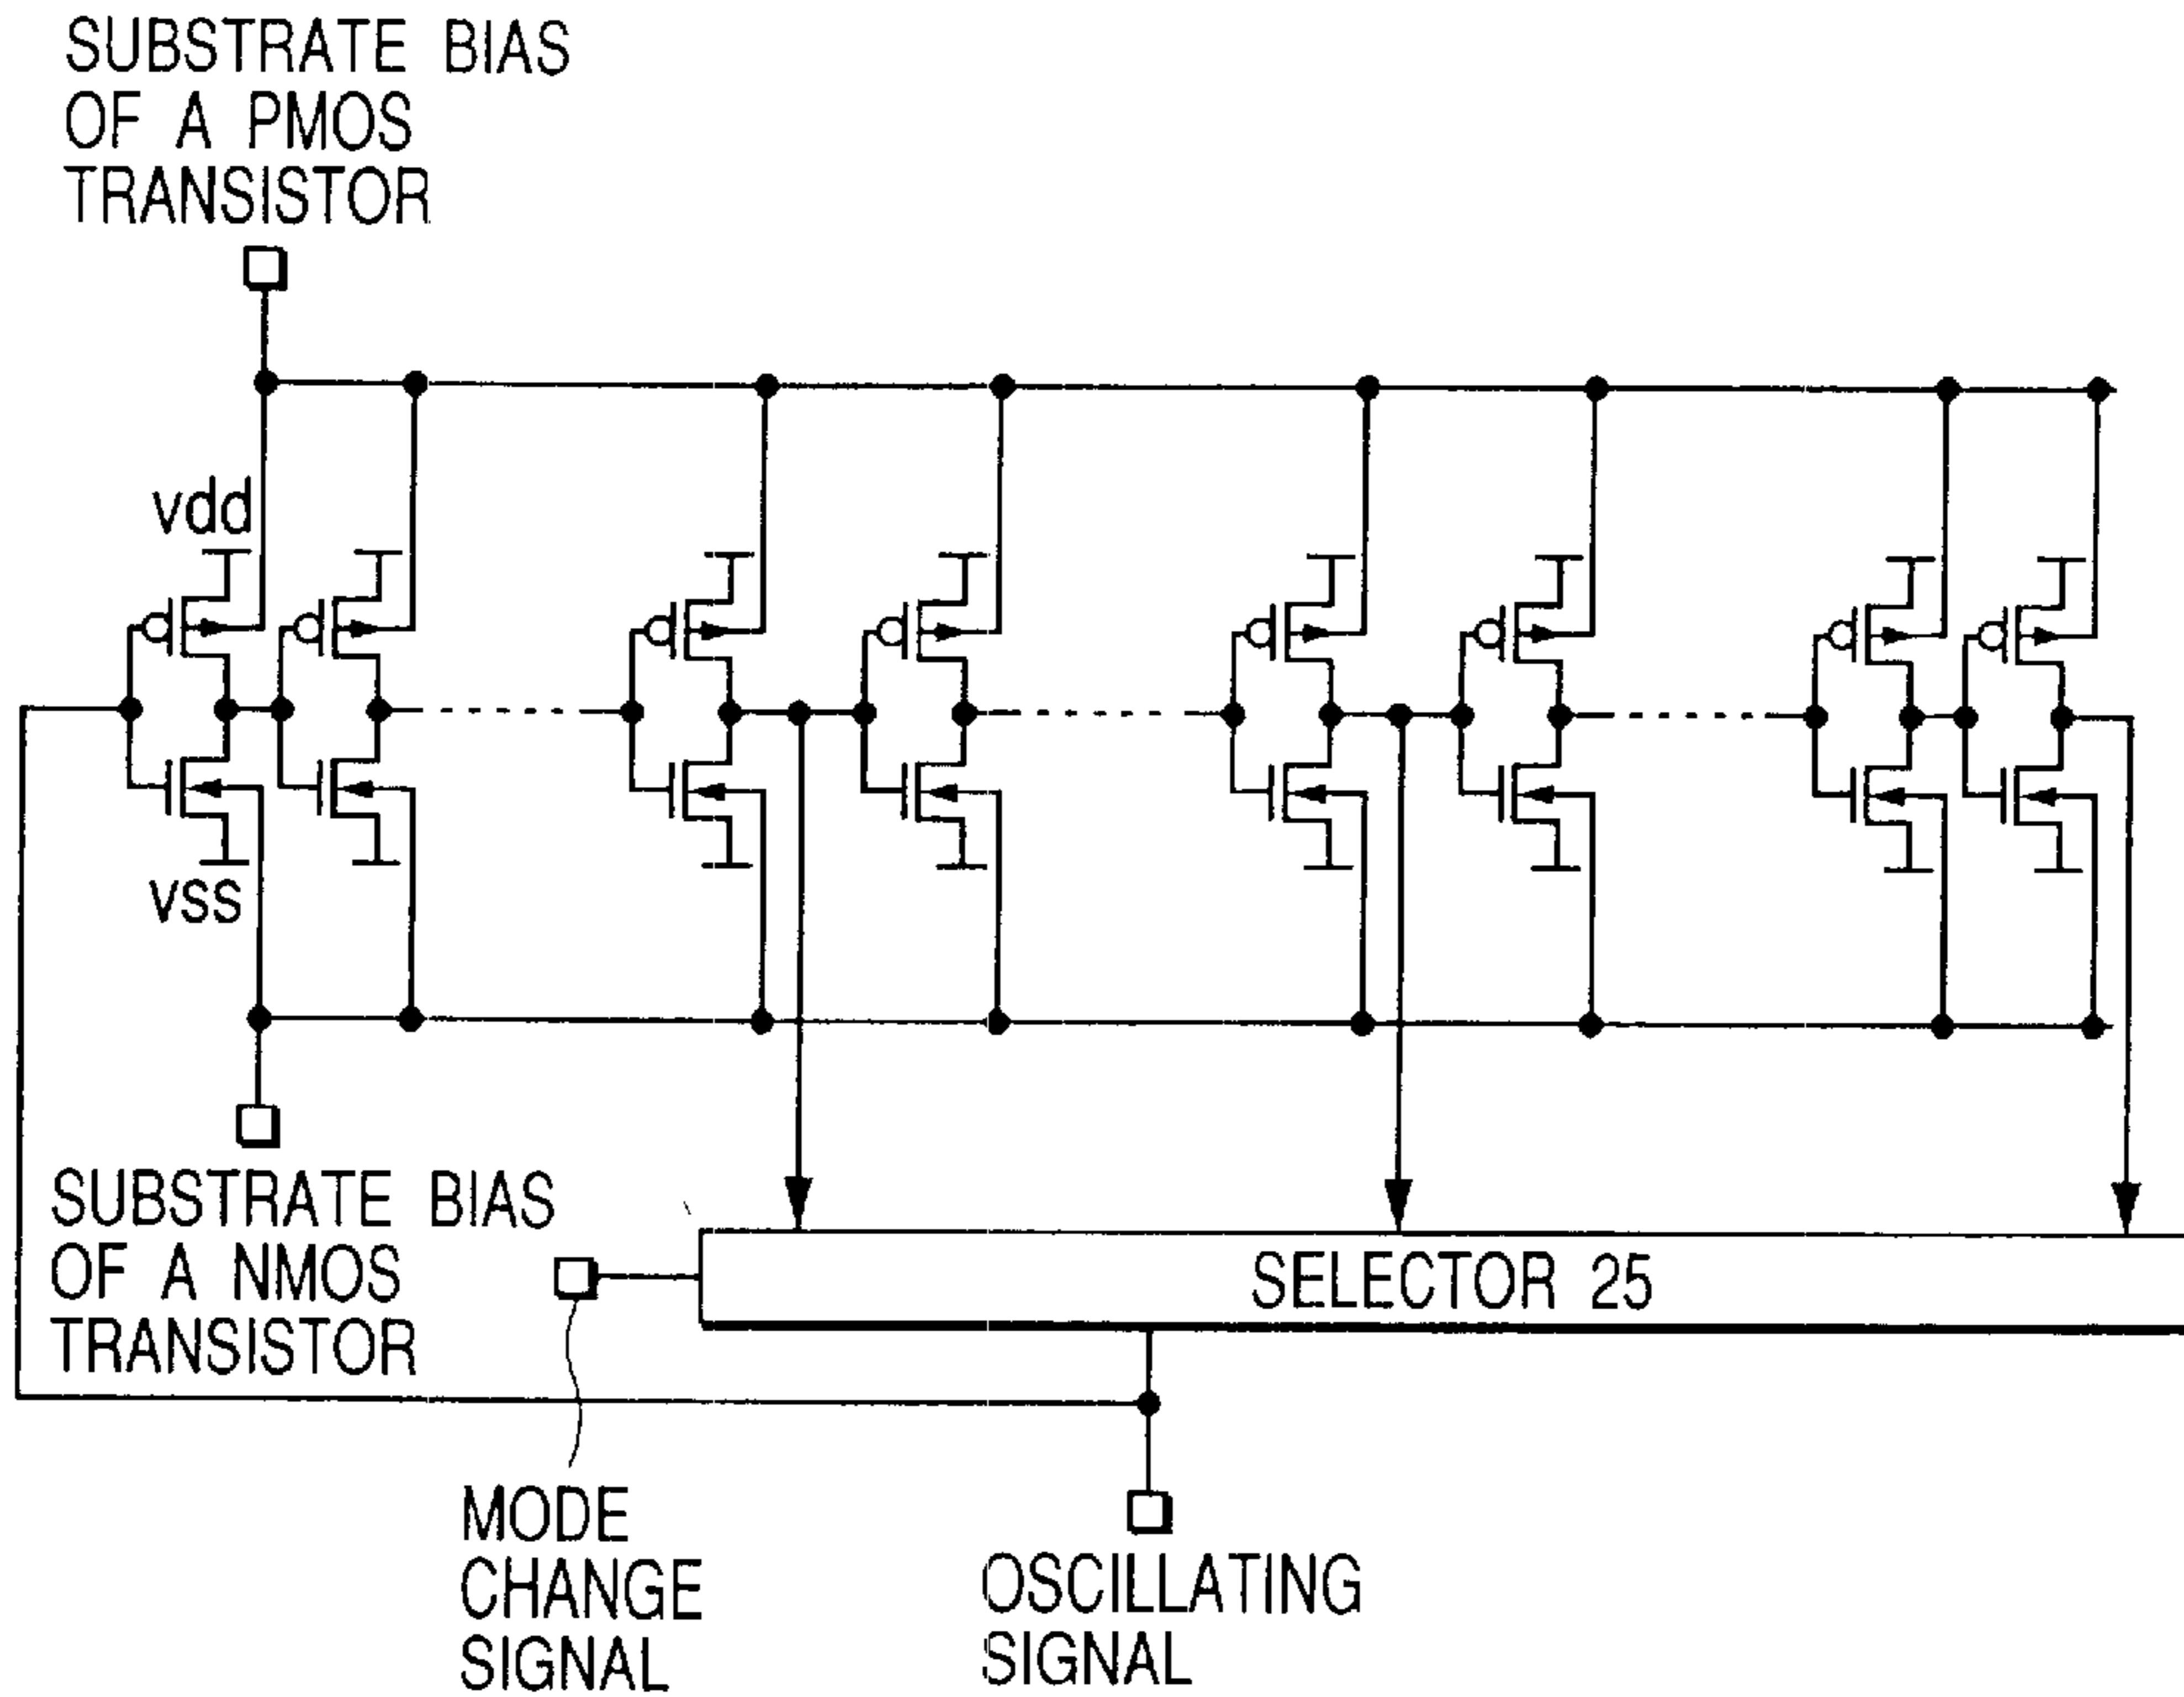 SUBSTRATE BIAS
OF A PMOS
TRANSISTOR
vdd
vss
SUBSTRATE BIAS
OF A NMOS
TRANSISTOR
SELECTOR 25
MODE
CHANGE
SIGNAL
OSCILLATING
SIGNAL